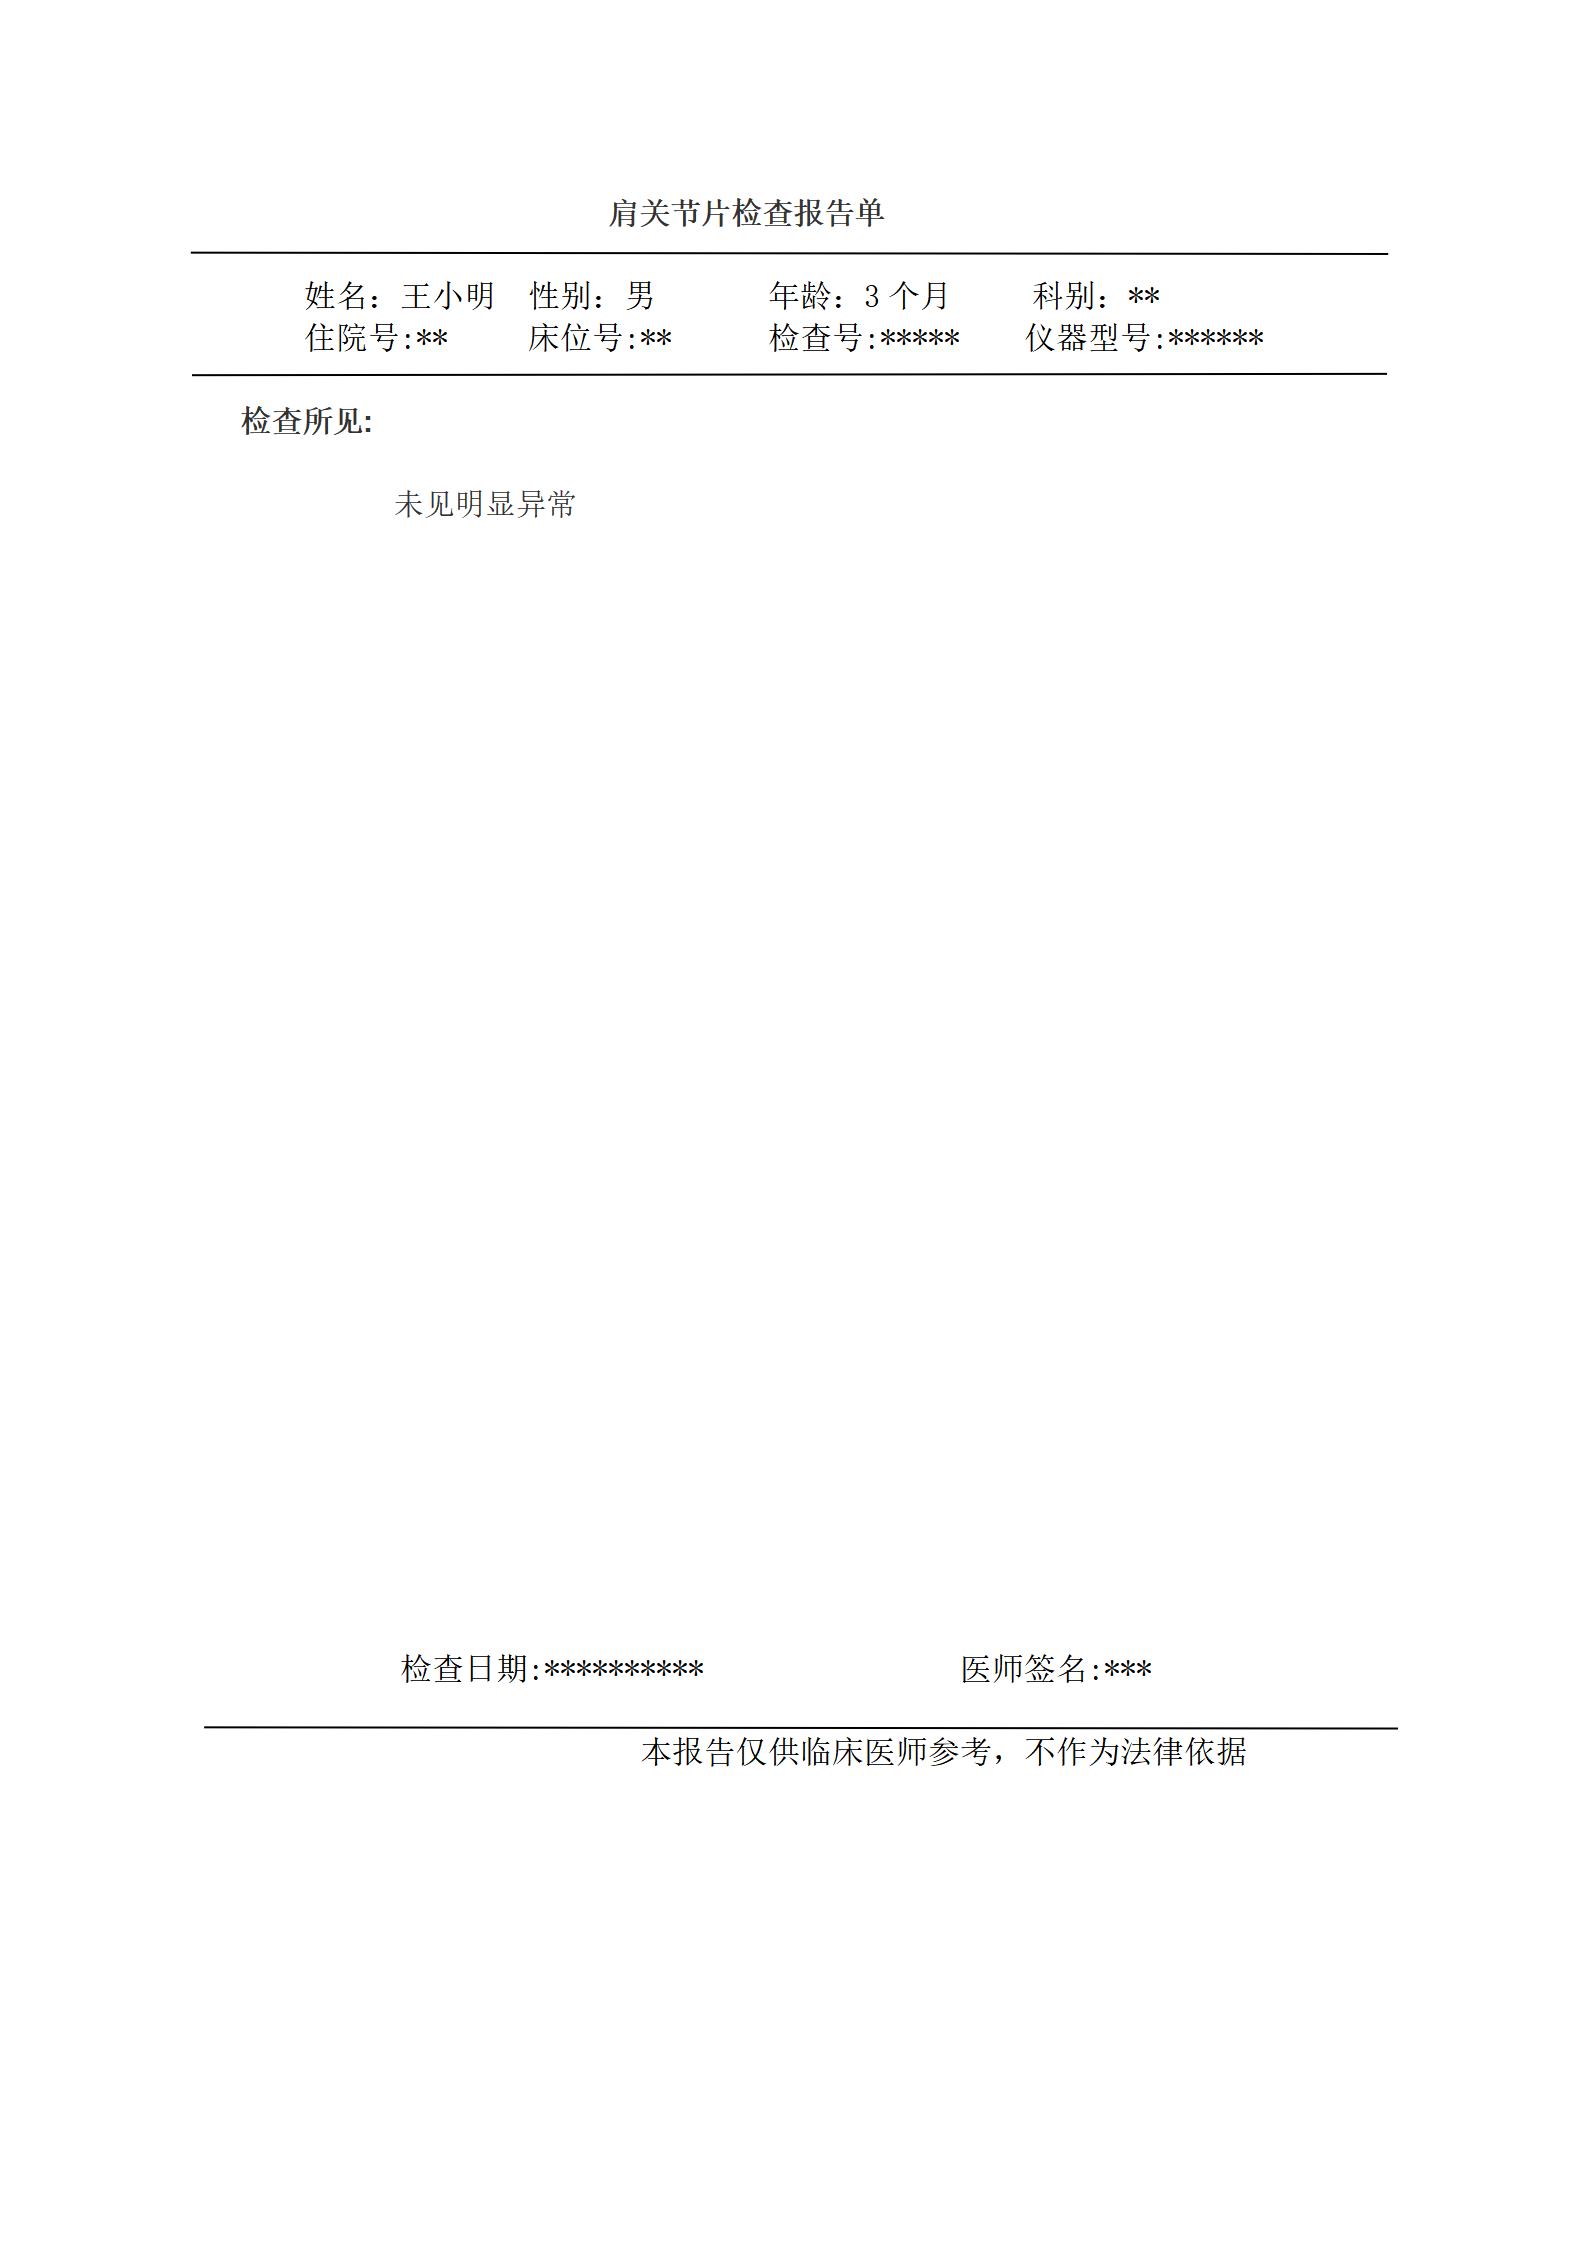 肩关节片检查报告单
姓名：王小明 性别：男 年龄：3 个月 科别：**
住院号:** 床位号:** 检查号:***** 仪器型号:******
检查所见:
未见明显异常
检查日期:********** 医师签名:***
本报告仅供临床医师参考，不作为法律依据